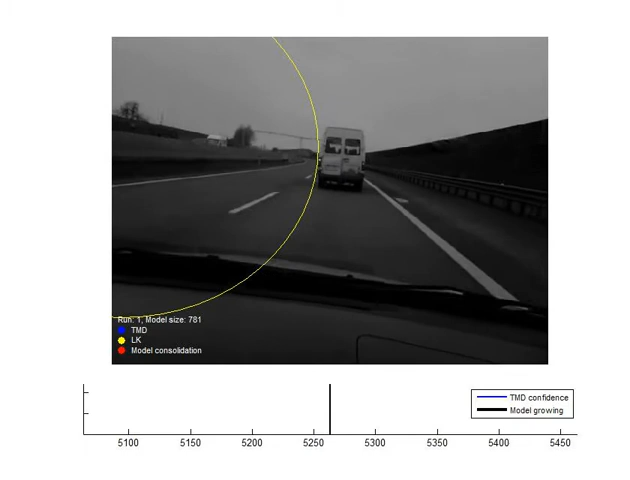 Run: 1, Model size: 781
TMD
LK
Model consolidation
TMD confidence
Model growing
5100 5150 5200 5250 5300 5350 5400 5450